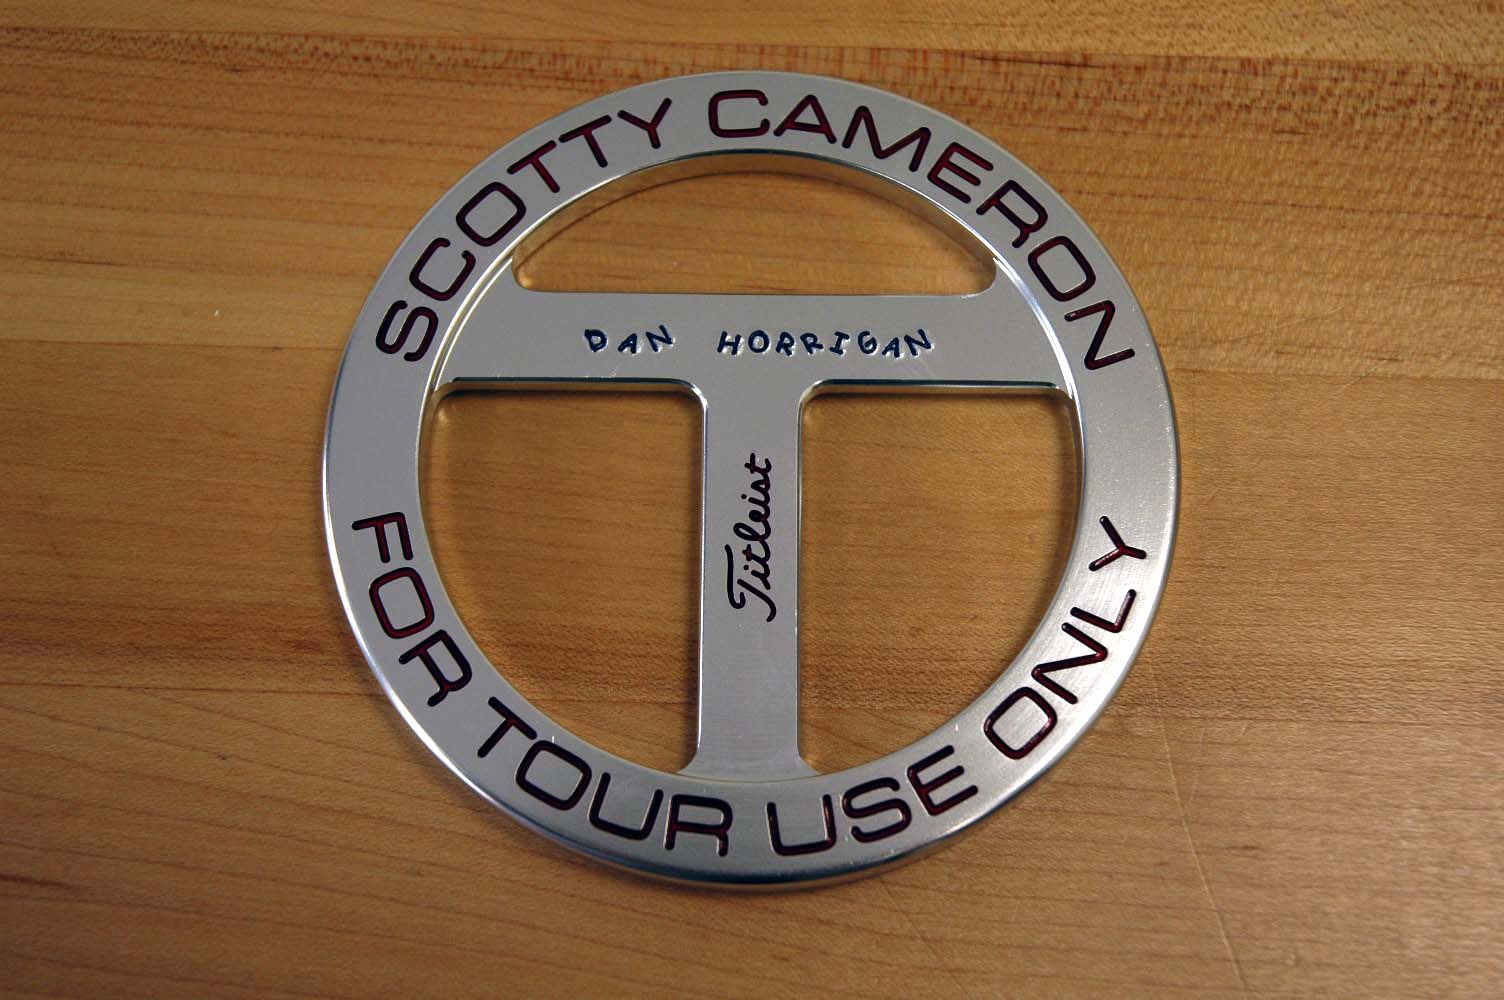 SCOTTY CAMERON
DAN HORRIGAN
Titleist
FOR TOUR USE ONLY